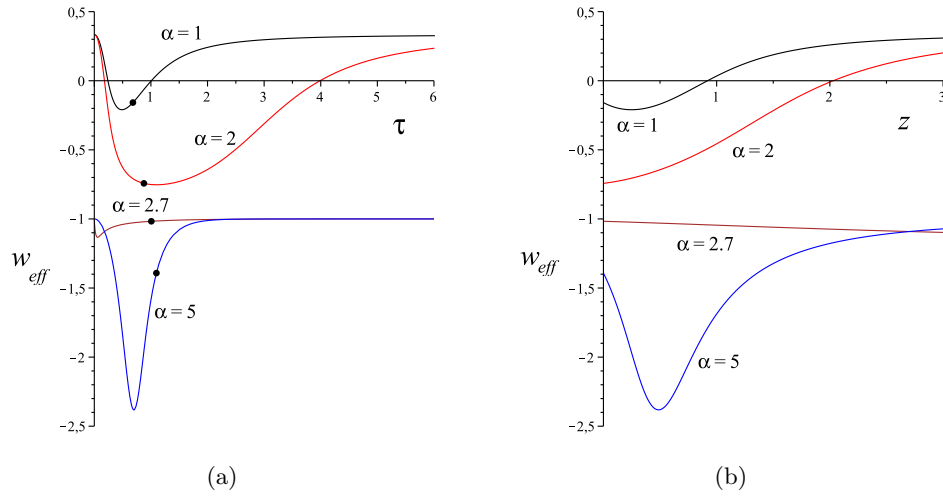 0,5
α = 1
0
1
2
3
4
5
6
τ
α = 2
−0,5
α = 2.7
−1
w eff
−1,5
α = 5
−2
−2,5
(a)
0,5
0
1
2
3
α = 1
z
α = 2
−0,5
−1
α = 2.7
w eff
−1,5
α = 5
−2
−2,5
(b)